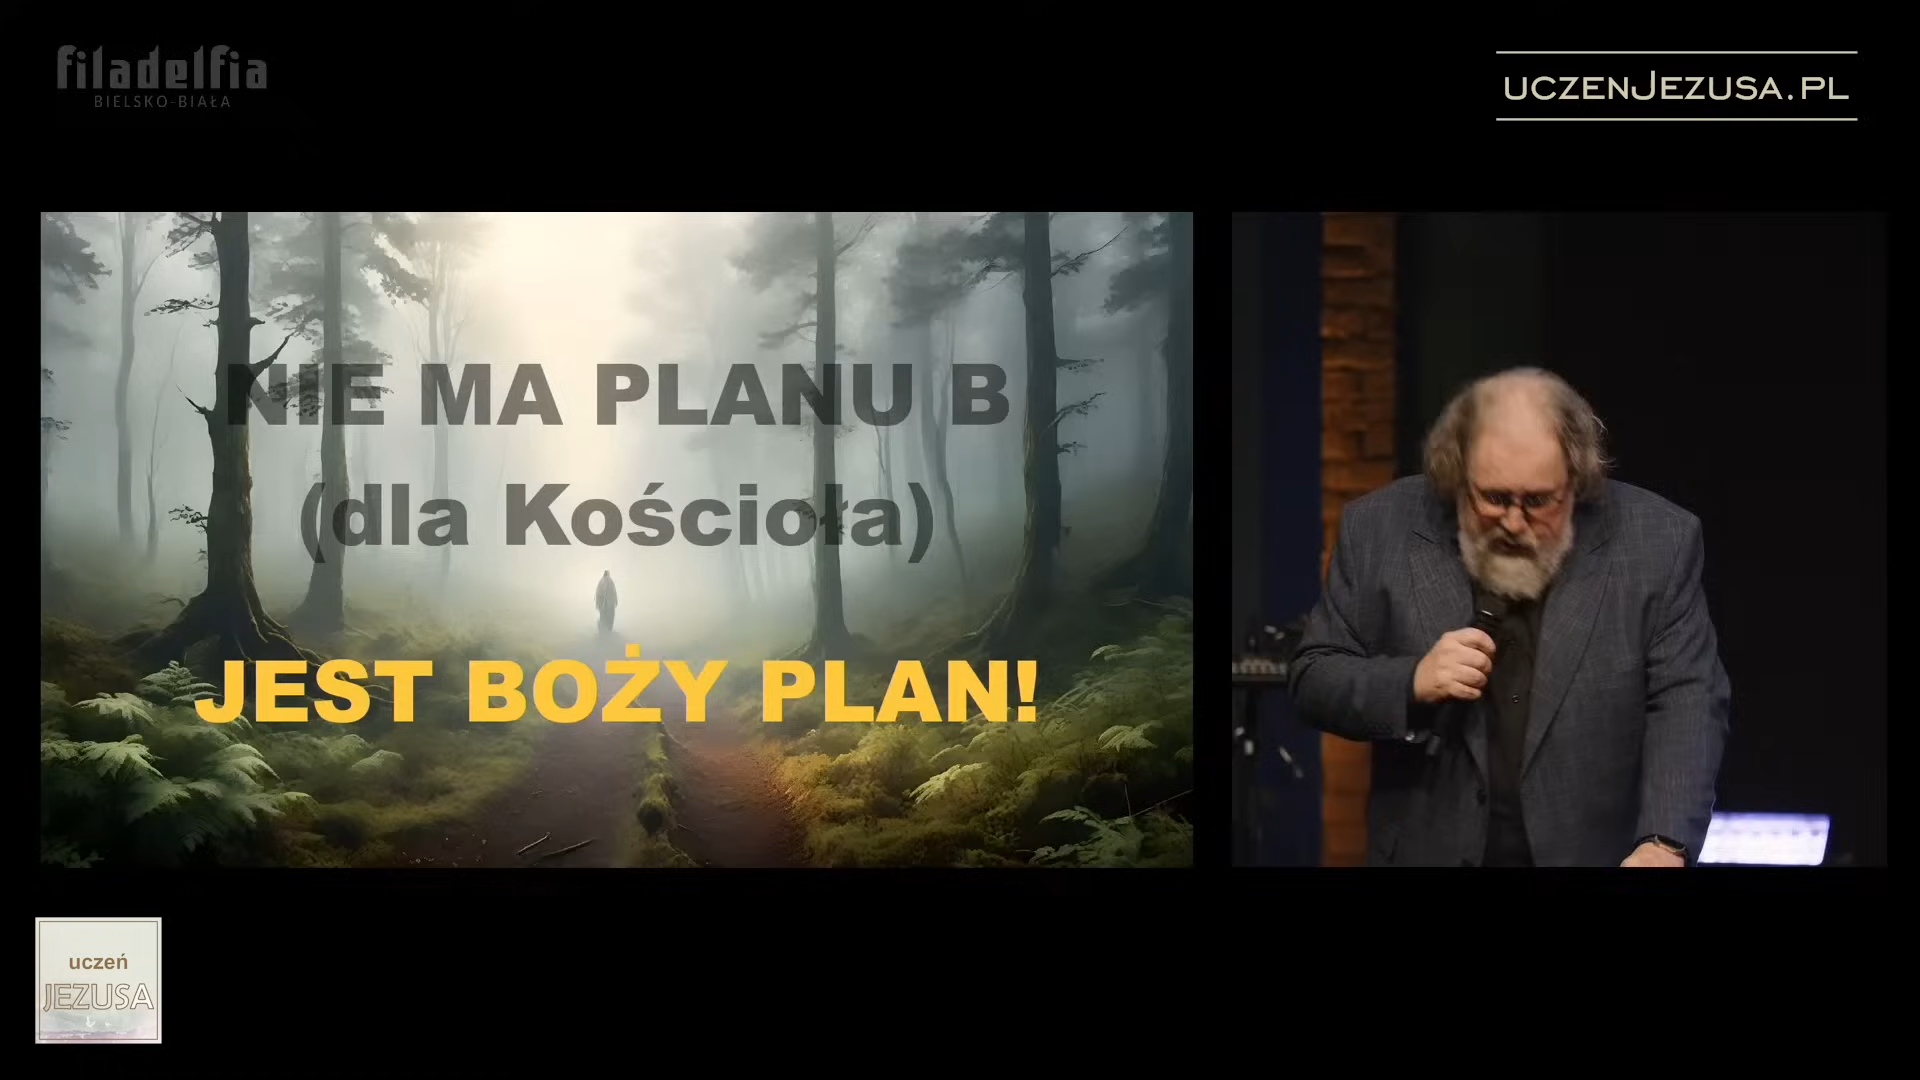 filadelfia
BIELSKO-BIAŁA
UCZENJEZUSA.PL
NIE MA PLANU B
(dla Kościoła)
JEST BOŻY PLAN!
uczeń
JEZUSA